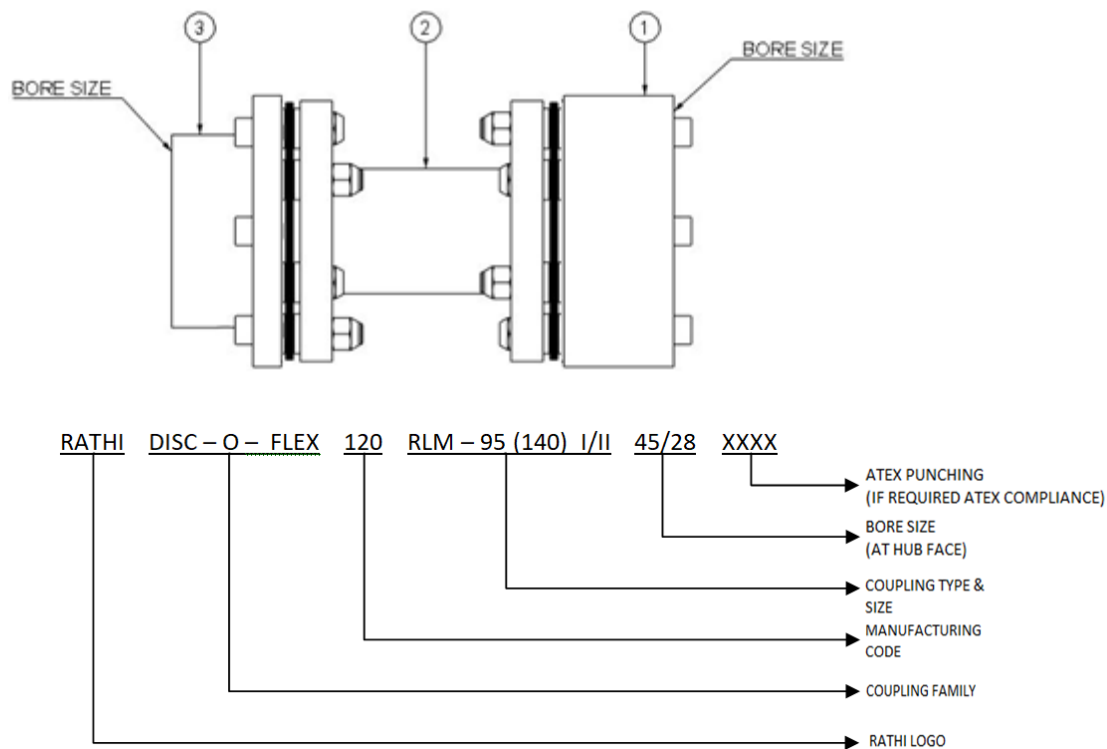 3
2
1
BORE SIZE
BORE SIZE
RATHI DISC – O – FLEX 120 RLM – 95 (140) I/II 45/28 XXXX
ATEX PUNCHING
(IF REQUIRED ATEX COMPLIANCE)
BORE SIZE
(AT HUB FACE)
COUPLING TYPE &
SIZE
MANUFACTURING
CODE
COUPLING FAMILY
RATHI LOGO